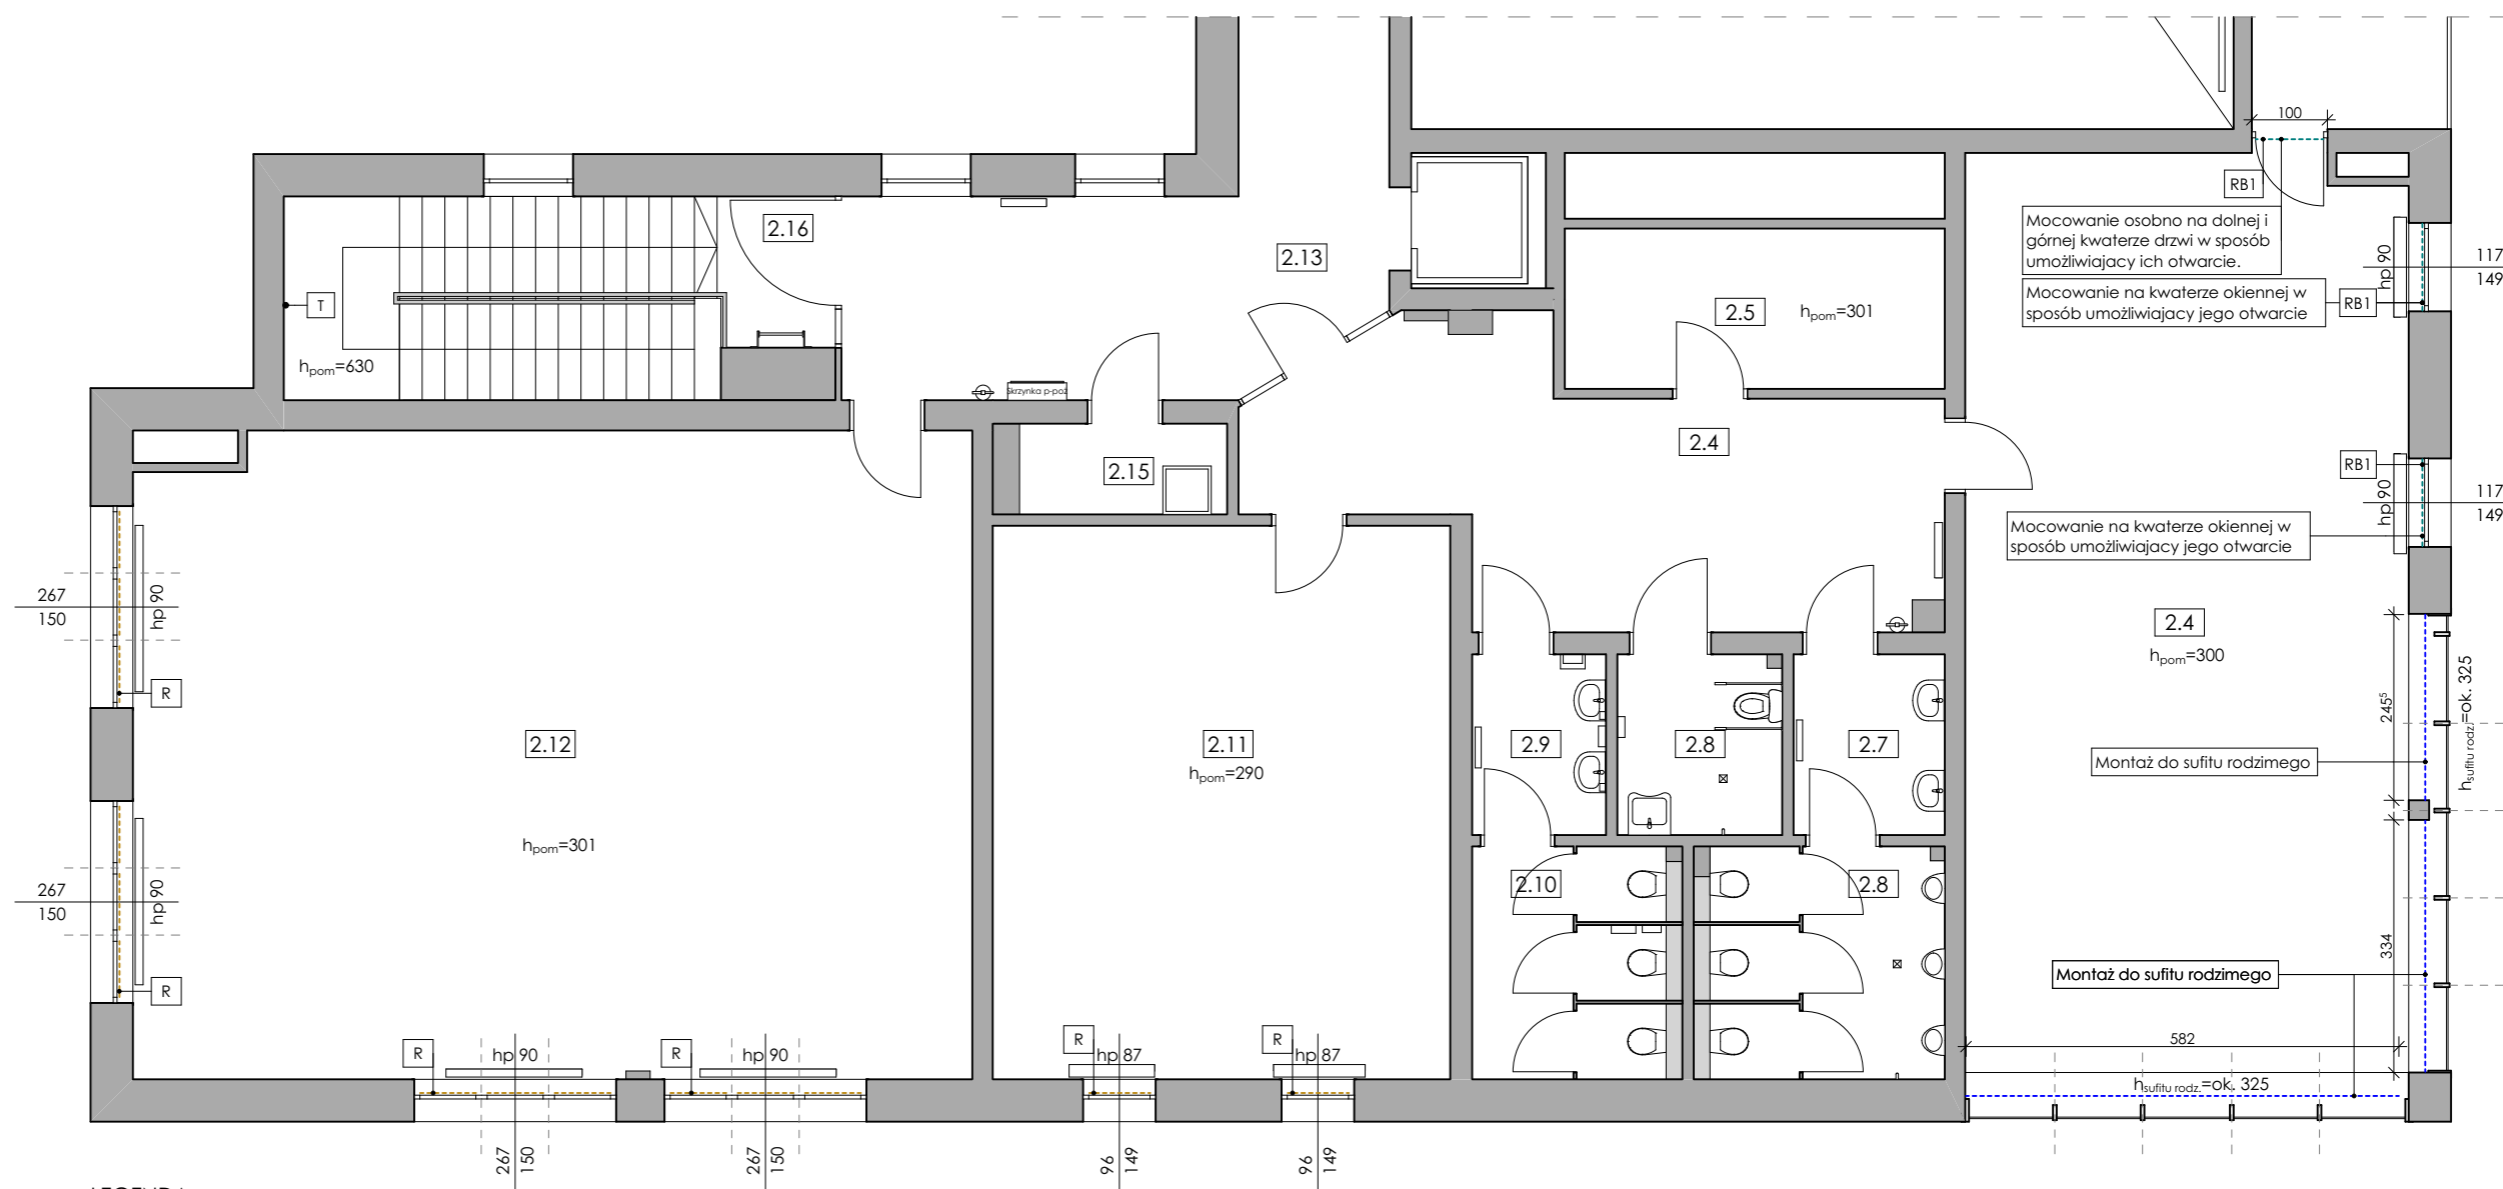 100
2.16
RB1
Mocowanie osobno na dolnej i
górnej kwaterze drzwi w sposób
umożliwiajacy ich otwarcie.
2.13
hp 90
117
149
T
2.5
hpom=301
Mocowanie na kwaterze okiennej w
sposób umożliwiajacy jego otwarcie
RB1
hpom=630
Skrzynka p-poż
2.4
2.15
RB1
hp 90
117
149
Mocowanie na kwaterze okiennej w
sposób umożliwiajacy jego otwarcie
267
150
hp 90
2.4
hpom=300
R
245⁵
hsufitu rodz.=ok. 325
2.12
2.11
hpom=290
2.9
2.8
2.7
Montaż do sufitu rodzimego
hpom=301
267
150
hp 90
2.10
2.8
334
R
Montaż do sufitu rodzimego
R
hp 90
R
hp 90
R
hp 87
R
hp 87
582
hsufitu rodz.=ok. 325
267
150
267
150
96
149
96
149